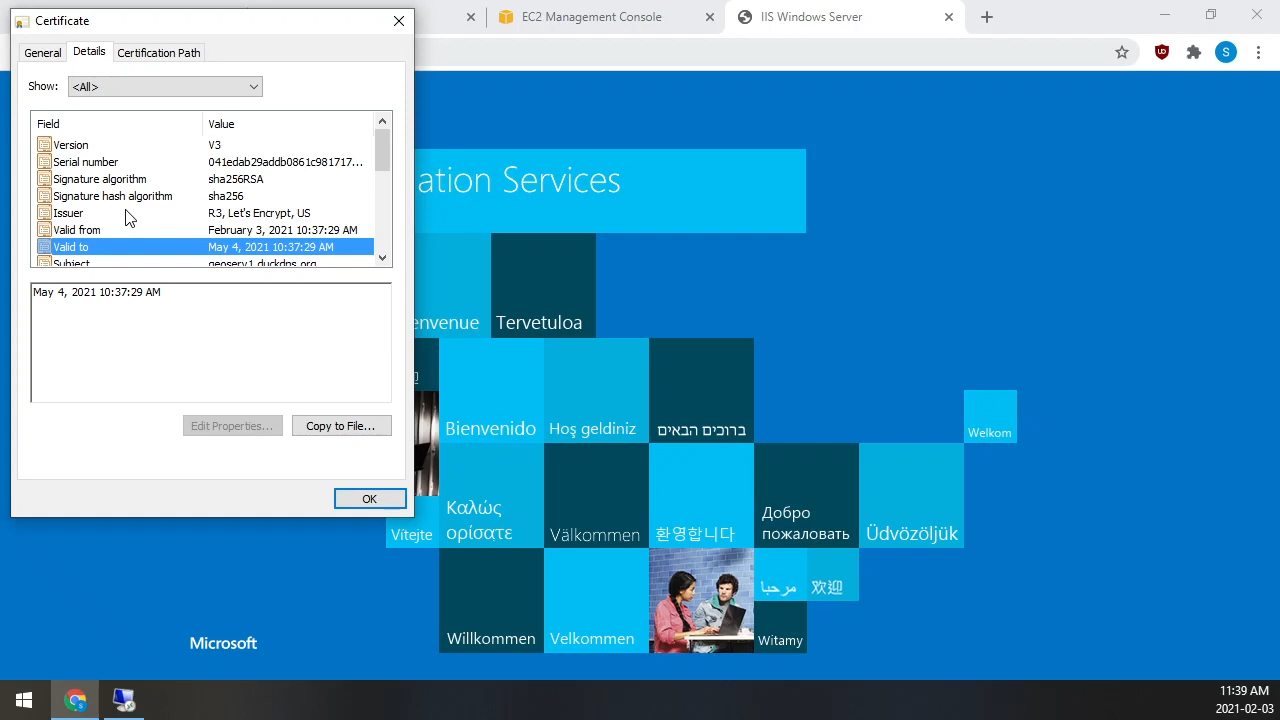 Certificate
EC2 Management Console
IIS Windows Server
General
Details
Certification Path
S
Show:
<All>
Field
Value
Version
V3
Serial number
041edab29addb0861c981717...
Signature algorithm
sha256RSA
Signature hash algorithm
sha256
Issuer
R3, Let's Encrypt, US
Valid from
February 3, 2021 10:37:29 AM
Valid to
May 4, 2021 10:37:29 AM
Subject
geoserv1.duckdns.org
May 4, 2021 10:37:29 AM
Edit Properties...
Copy to File...
OK
ation Services
envenue
Tervetuloa
Bienvenido
Hoş geldiniz
ברוכים הבאים
Welkom
Vítejte
Καλώς
ορίσατε
Välkommen
환영합니다
Добро
пожаловать
Üdvözöljük
مرحبا
欢迎
Willkommen
Velkommen
Witamy
Microsoft
11:39 AM
2021-02-03